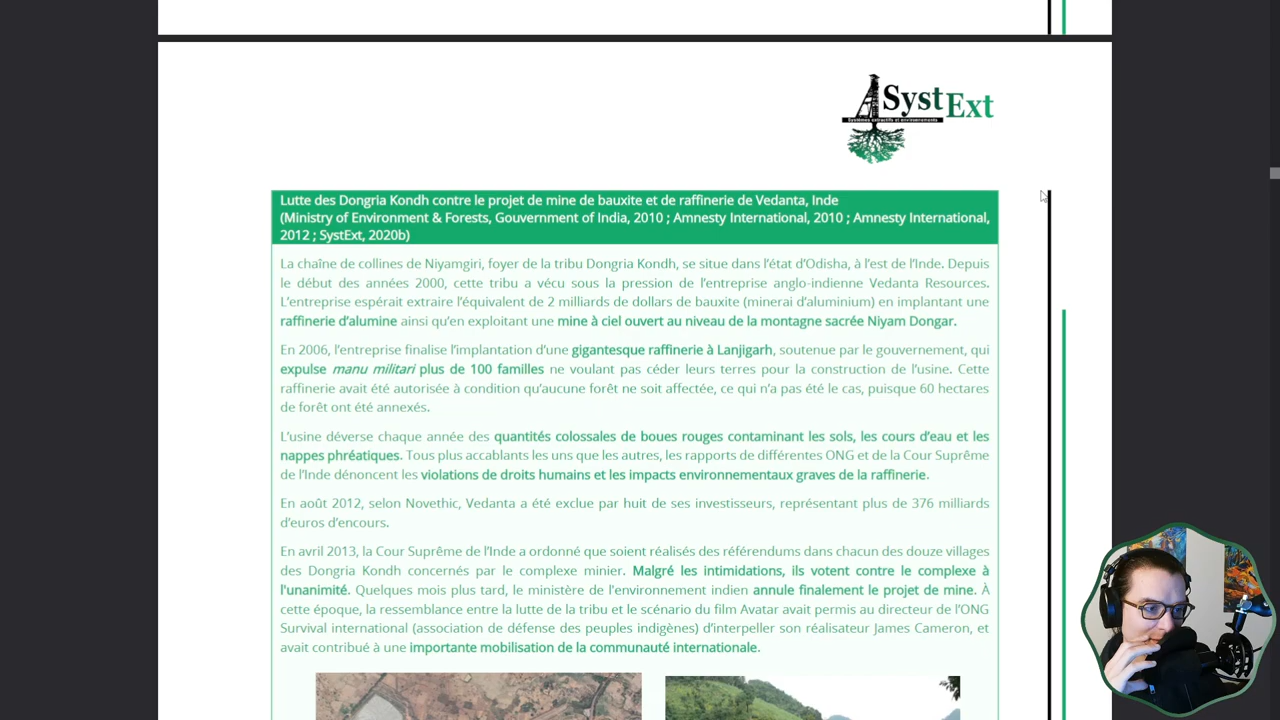 SystExt
Systèmes extractifs et environnements
Lutte des Dongria Kondh contre le projet de mine de bauxite et de raffinerie de Vedanta, Inde
(Ministry of Environment & Forests, Gouvernment of India, 2010 ; Amnesty International, 2010 ; Amnesty International,
2012 ; SystExt, 2020b)
La chaîne de collines de Niyamgiri, foyer de la tribu Dongria Kondh, se situe dans l’état d’Odisha, à l’est de l’Inde. Depuis
le début des années 2000, cette tribu a vécu sous la pression de l’entreprise anglo-indienne Vedanta Resources.
L’entreprise espérait extraire l’équivalent de 2 milliards de dollars de bauxite (minerai d’aluminium) en implantant une
raffinerie d’alumine ainsi qu’en exploitant une mine à ciel ouvert au niveau de la montagne sacrée Niyam Dongar.
En 2006, l’entreprise finalise l’implantation d’une gigantesque raffinerie à Lanjigarh, soutenue par le gouvernement, qui
expulse manu militari plus de 100 familles ne voulant pas céder leurs terres pour la construction de l’usine. Cette
raffinerie avait été autorisée à condition qu’aucune forêt ne soit affectée, ce qui n’a pas été le cas, puisque 60 hectares
de forêt ont été annexés.
L’usine déverse chaque année des quantités colossales de boues rouges contaminant les sols, les cours d’eau et les
nappes phréatiques. Tous plus accablants les uns que les autres, les rapports de différentes ONG et de la Cour Suprême
de l’Inde dénoncent les violations de droits humains et les impacts environnementaux graves de la raffinerie.
En août 2012, selon Novethic, Vedanta a été exclue par huit de ses investisseurs, représentant plus de 376 milliards
d’euros d’encours.
En avril 2013, la Cour Suprême de l’Inde a ordonné que soient réalisés des référendums dans chacun des douze villages
des Dongria Kondh concernés par le complexe minier. Malgré les intimidations, ils votent contre le complexe à
l'unanimité. Quelques mois plus tard, le ministère de l'environnement indien annule finalement le projet de mine. À
cette époque, la ressemblance entre la lutte de la tribu et le scénario du film Avatar avait permis au directeur de l’ONG
Survival international (association de défense des peuples indigènes) d’interpeller son réalisateur James Cameron, et
avait contribué à une importante mobilisation de la communauté internationale.